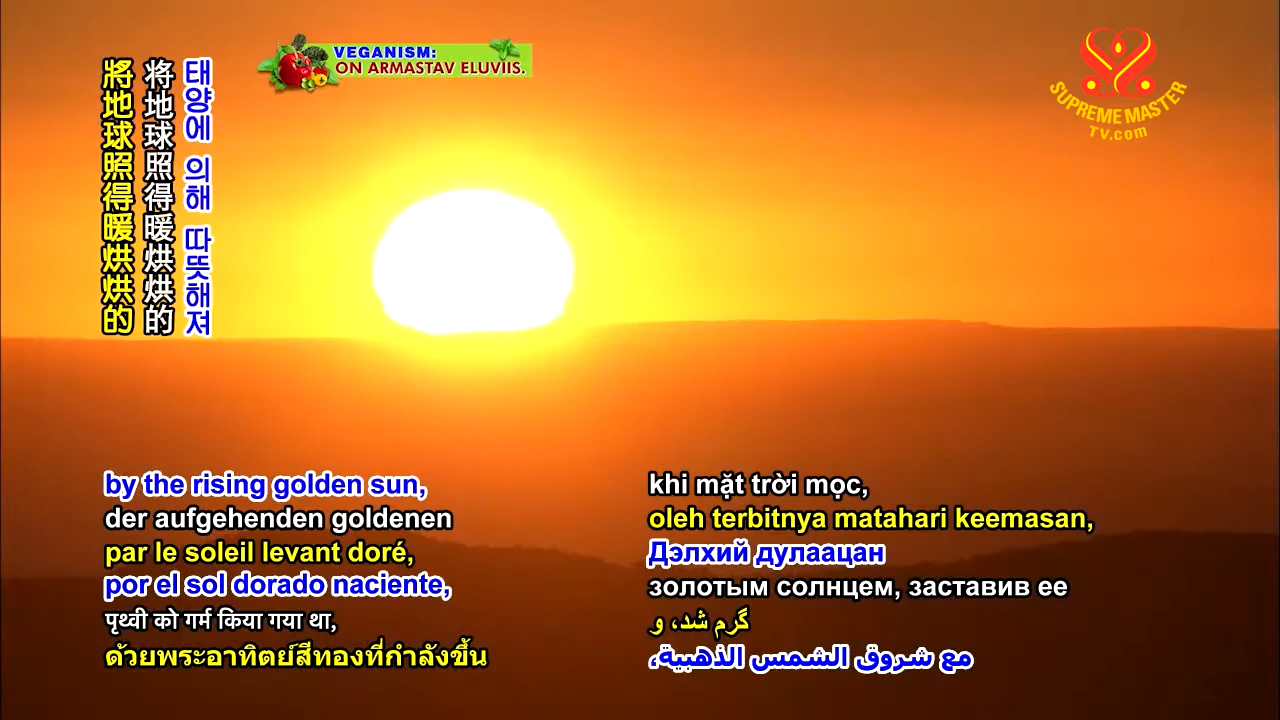 將地球照得暖烘烘的
将地球照得暖烘烘的
태양에 의해 따뜻해져
VEGANISM:
ON ARMASTAV ELUVIIS.
SUPREME MASTER
TV.com
by the rising golden sun,
der aufgehenden goldenen
par le soleil levant doré,
por el sol dorado naciente,
पृथ्वी को गर्म किया गया था,
ด้วยพระอาทิตย์สีทองที่กำลังขึ้น
khi mặt trời mọc,
oleh terbitnya matahari keemasan,
Дэлхий дулаацан
золотым солнцем, заставив ее
گرم شد، و
مع شروق الشمس الذهبية،